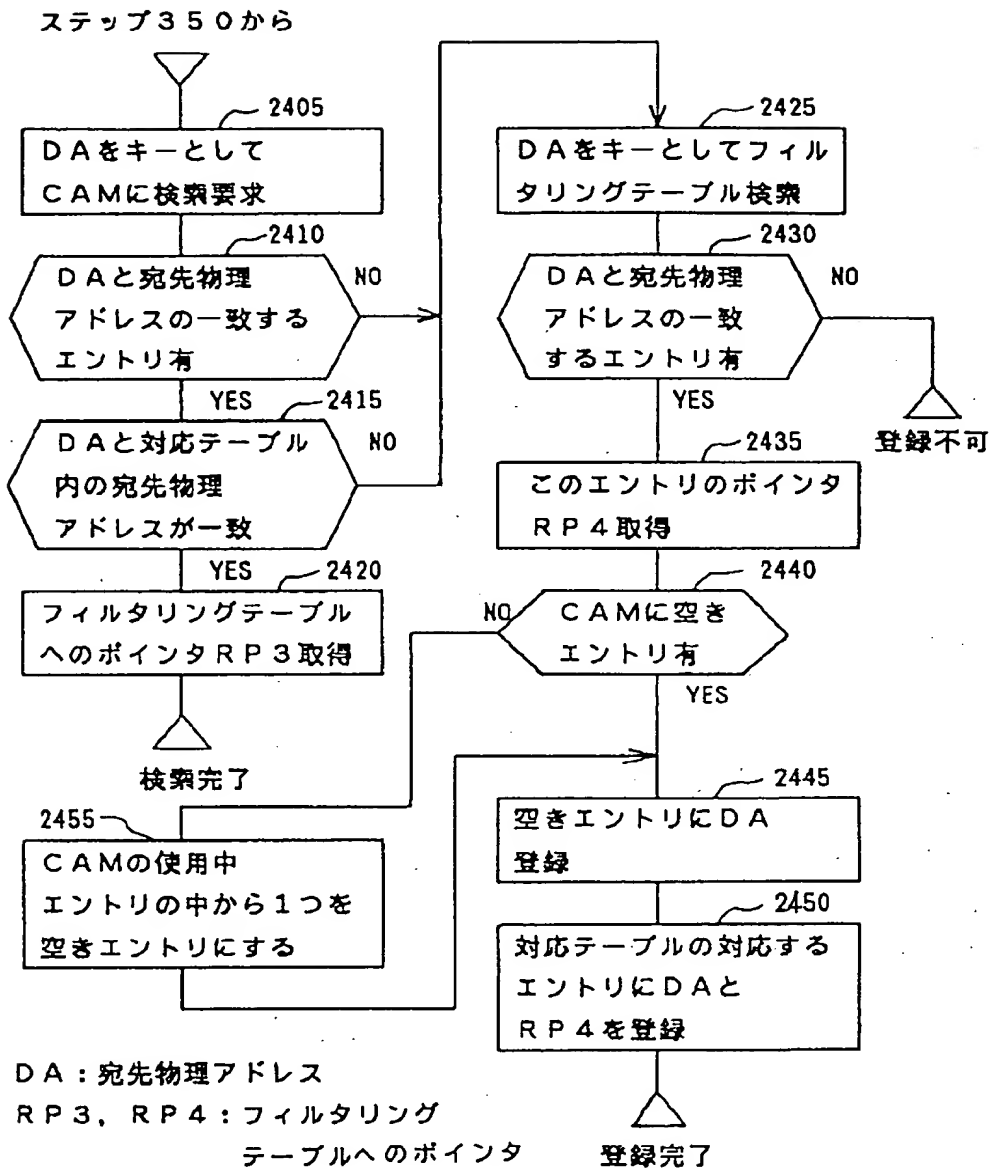 ステップ350から
2405
DAをキーとして
CAMに検索要求
2410
DAと宛先物理
アドレスの一致する
エントリ有
NO
YES
2415
DAと対応テーブル
内の宛先物理
アドレスが一致
NO
YES
2420
フィルタリングテーブル
へのポインタRP3取得
検索完了
2425
DAをキーとしてフィル
タリングテーブル検索
2430
DAと宛先物理
アドレスの一致
するエントリ有
NO
登録不可
YES
2435
このエントリのポインタ
RP4取得
2440
CAMに空き
エントリ有
NO
YES
2455
CAMの使用中
エントリの中から1つを
空きエントリにする
2445
空きエントリにDA
登録
2450
対応テーブルの対応する
エントリにDAと
RP4を登録
登録完了
DA:宛先物理アドレス
RP3,RP4:フィルタリング
テーブルへのポインタ